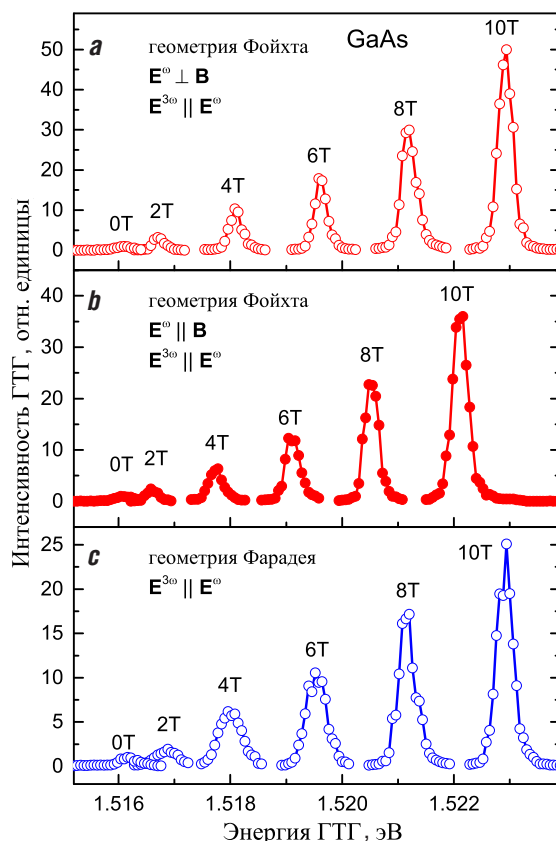 Интенсивность ГТГ, отн. единицы
a
геометрия Фойхта
GaAs
E^ω ⊥ B
E^3ω || E^ω
0T 2T 4T 6T 8T 10T
50
40
30
20
10
0
b
геометрия Фойхта
E^ω || B
E^3ω || E^ω
0T 2T 4T 6T 8T 10T
40
30
20
10
0
c
геометрия Фарадея
E^3ω || E^ω
0T 2T 4T 6T 8T 10T
25
20
15
10
5
0
1.516 1.518 1.520 1.522
Энергия ГТГ, эВ